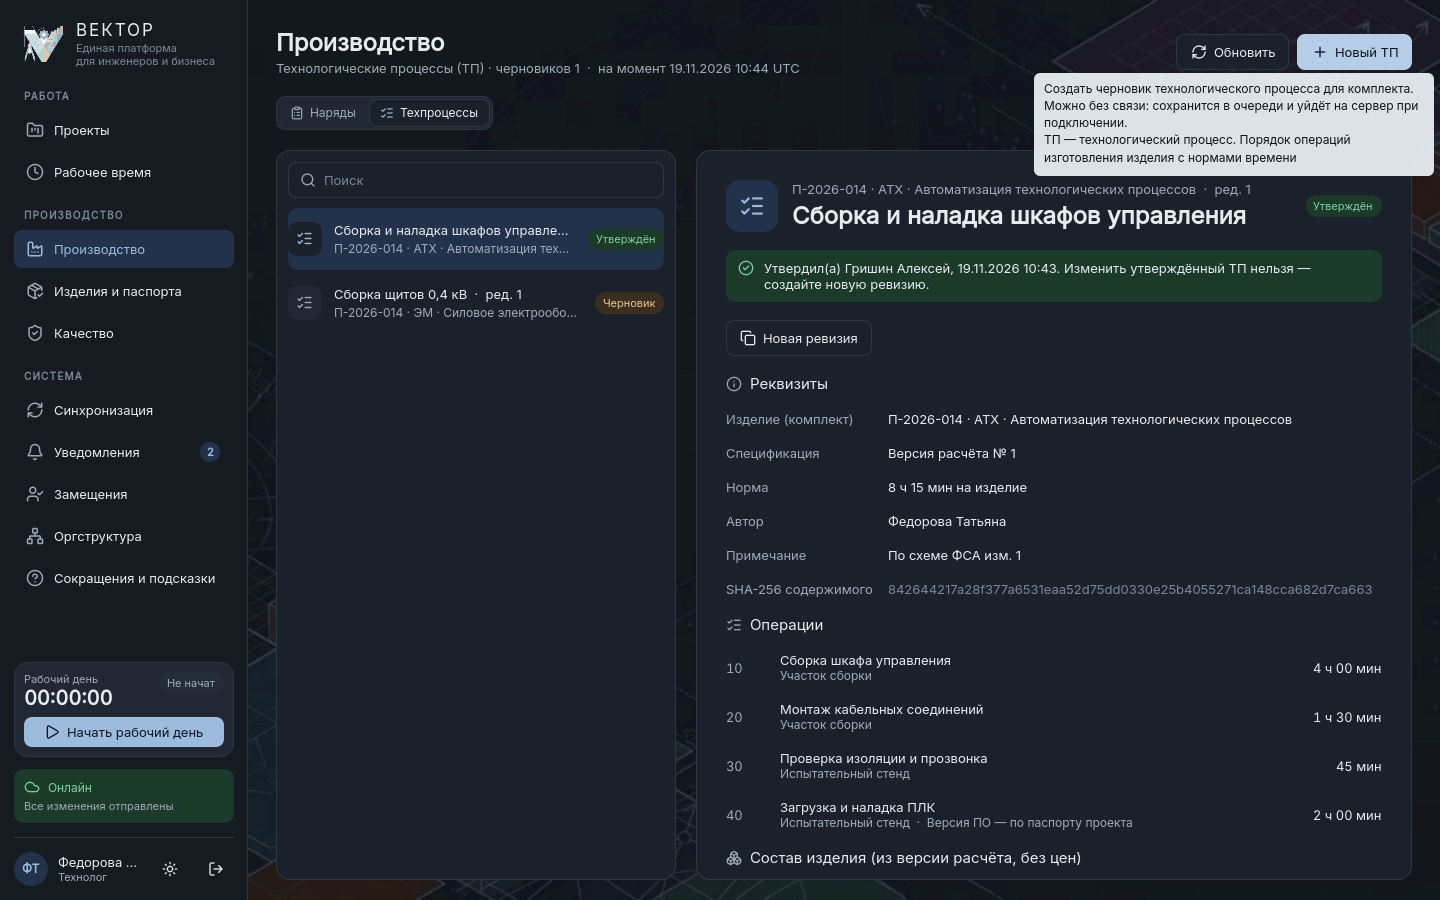 ВЕКТОР
Единая платформа
для инженеров и бизнеса
РАБОТА
Проекты
Рабочее время
ПРОИЗВОДСТВО
Производство
Изделия и паспорта
Качество
СИСТЕМА
Синхронизация
Уведомления 2
Замещения
Оргструктура
Сокращения и подсказки
Рабочий день
Не начат
00:00:00
Начать рабочий день
Онлайн
Все изменения отправлены
ФТ
Федорова ...
Технолог
Производство
Технологические процессы (ТП) · черновиков 1 · на момент 19.11.2026 10:44 UTC
Обновить
Новый ТП
Создать черновик технологического процесса для комплекта.
Можно без связи: сохранится в очереди и уйдёт на сервер при
подключении.
ТП — технологический процесс. Порядок операций
изготовления изделия с нормами времени
Наряды
Техпроцессы
Поиск
Сборка и наладка шкафов управле...
П-2026-014 · АТХ · Автоматизация тех...
Утверждён
Сборка щитов 0,4 кВ · ред. 1
П-2026-014 · ЭМ · Силовое электрообо...
Черновик
П-2026-014 · АТХ · Автоматизация технологических процессов · ред. 1
Сборка и наладка шкафов управления
Утверждён
Утвердил(а) Гришин Алексей, 19.11.2026 10:43. Изменить утверждённый ТП нельзя —
создайте новую ревизию.
Новая ревизия
Реквизиты
Изделие (комплект) П-2026-014 · АТХ · Автоматизация технологических процессов
Спецификация Версия расчёта № 1
Норма 8 ч 15 мин на изделие
Автор Федорова Татьяна
Примечание По схеме ФСА изм. 1
SHA-256 содержимого 842644217a28f377a6531eaa52d75dd0330e25b4055271ca148cca682d7ca663
Операции
10 Сборка шкафа управления 4 ч 00 мин
Участок сборки
20 Монтаж кабельных соединений 1 ч 30 мин
Участок сборки
30 Проверка изоляции и прозвонка 45 мин
Испытательный стенд
40 Загрузка и наладка ПЛК 2 ч 00 мин
Испытательный стенд · Версия ПО — по паспорту проекта
Состав изделия (из версии расчёта, без цен)